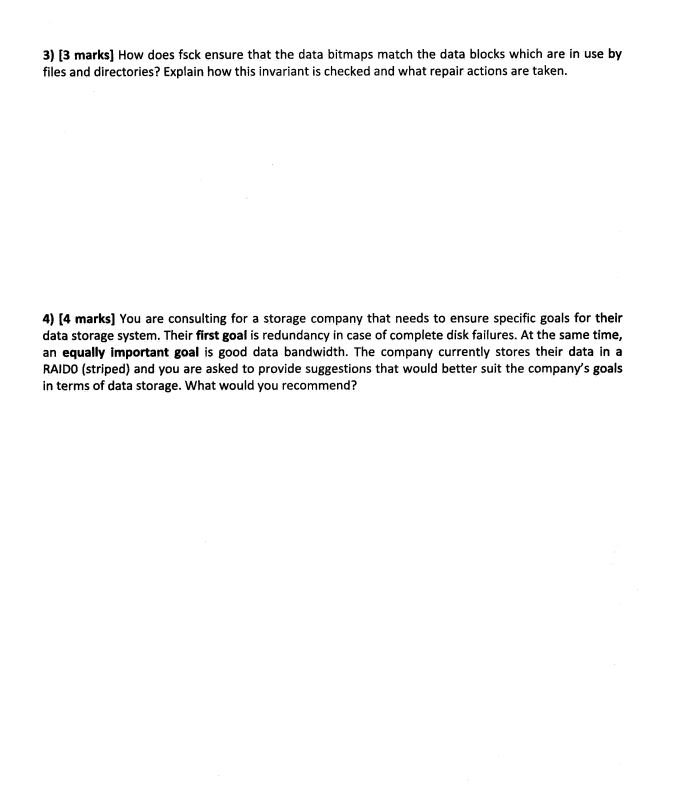 3) [3 marks] How does fsck ensure that the data bitmaps match the data blocks which are in use by
files and directories? Explain how this invariant is checked and what repair actions are taken.
4) [4 marks] You are consulting for a storage company that needs to ensure specific goals for their
data storage system. Their first goal is redundancy in case of complete disk failures. At the same time,
an equally important goal is good data bandwidth. The company currently stores their data in a
RAID0 (striped) and you are asked to provide suggestions that would better suit the company's goals
in terms of data storage. What would you recommend?